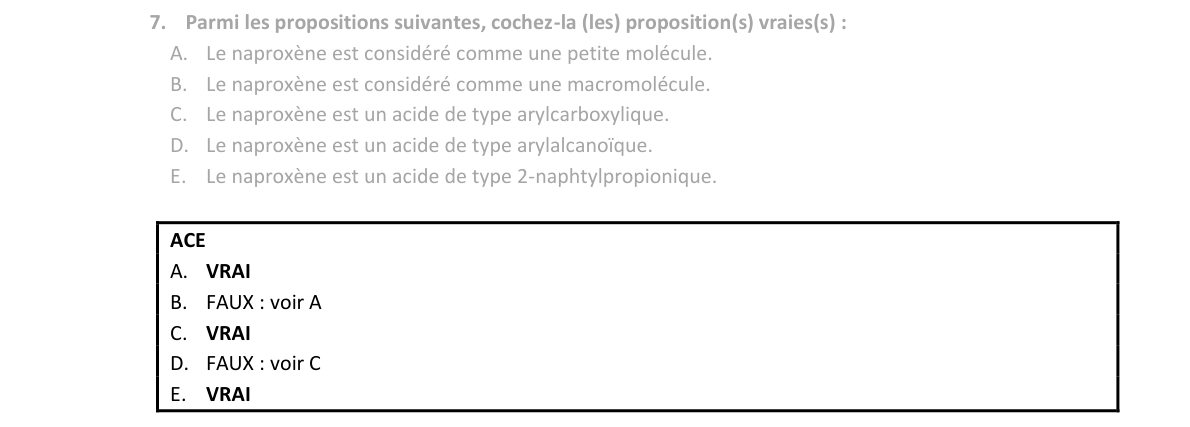 7. Parmi les propositions suivantes, cochez-la (les) proposition(s) vraies(s) :
A. Le naproxène est considéré comme une petite molécule.
B. Le naproxène est considéré comme une macromolécule.
C. Le naproxène est un acide de type arylcarboxylique.
D. Le naproxène est un acide de type arylalcanoïque.
E. Le naproxène est un acide de type 2-naphtylpropionique.
ACE
A. VRAI
B. FAUX : voir A
C. VRAI
D. FAUX : voir C
E. VRAI